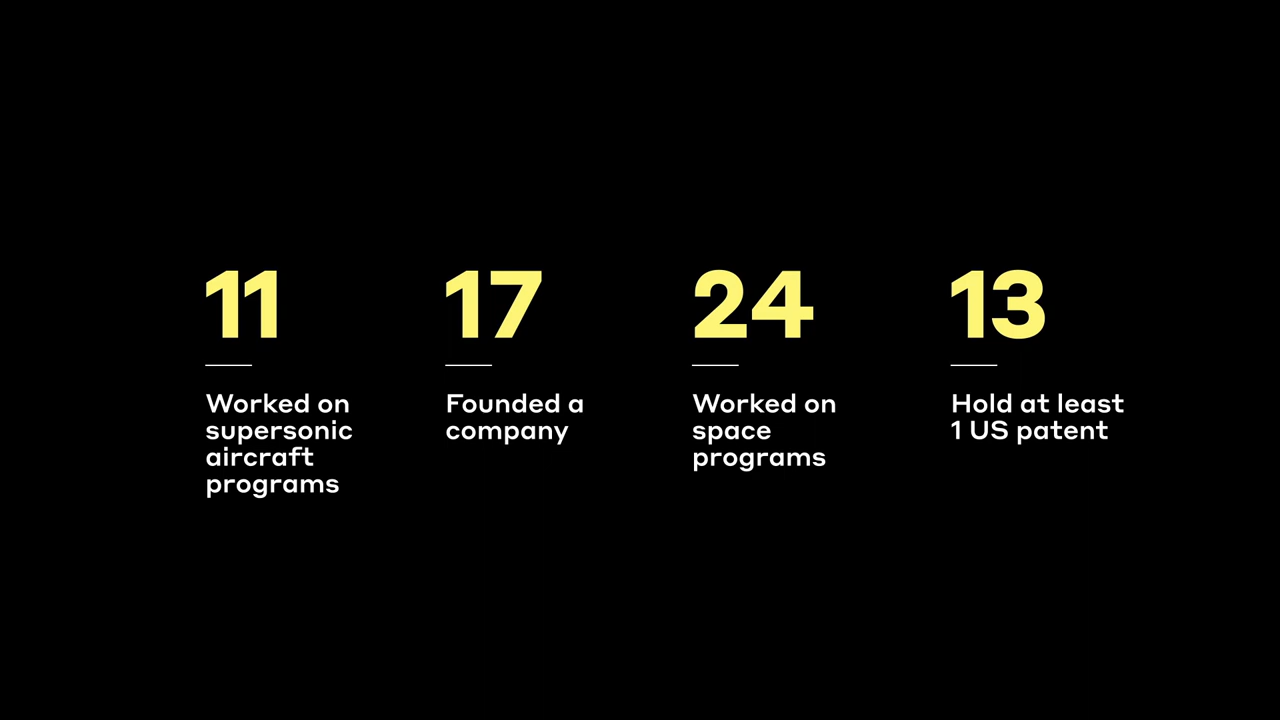 11
Worked on
supersonic
aircraft
programs
17
Founded a
company
24
Worked on
space
programs
13
Hold at least
1 US patent